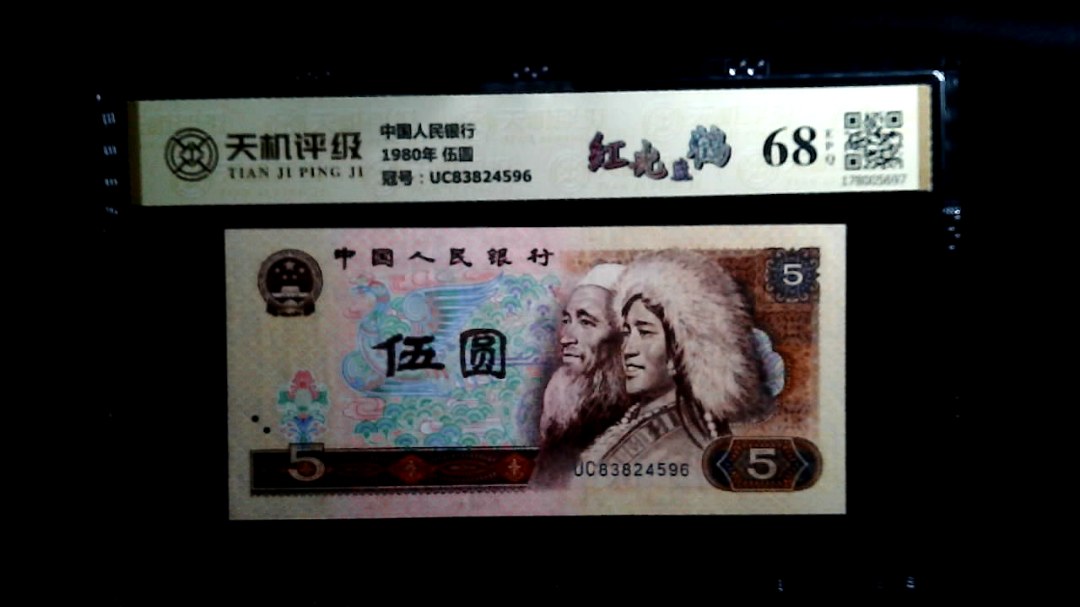 天机评级
TIAN JI PING JI
中国人民银行
1980年 伍圆
冠号：UC83824596
红光蓝鹤
68
EPQ
178005697
中国人民银行
5
伍圆
5
UC83824596
5